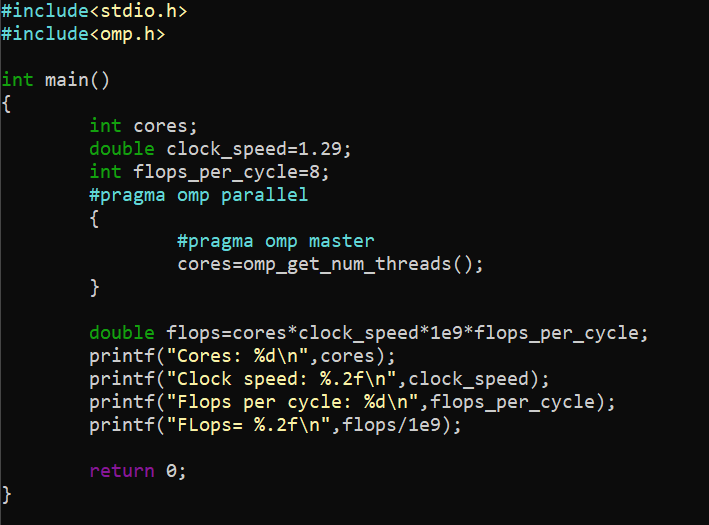 #include<stdio.h>
#include<omp.h>
int main()
{
int cores;
double clock_speed=1.29;
int flops_per_cycle=8;
#pragma omp parallel
{
#pragma omp master
cores=omp_get_num_threads();
}
double flops=cores*clock_speed*1e9*flops_per_cycle;
printf("Cores: %d\n",cores);
printf("Clock speed: %.2f\n",clock_speed);
printf("Flops per cycle: %d\n",flops_per_cycle);
printf("FLops= %.2f\n",flops/1e9);
return 0;
}